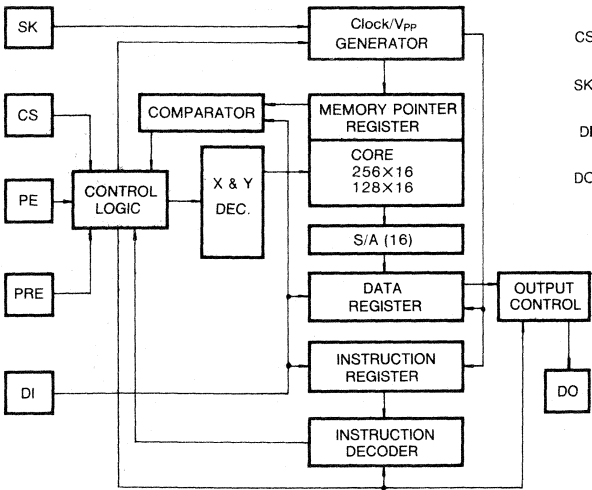 SK
Clock/VPP
GENERATOR
CS
CS
COMPARATOR
MEMORY POINTER
REGISTER
SK
CORE
256×16
128×16
X & Y
DEC.
CONTROL
LOGIC
PE
DI
DO
S/A (16)
PRE
DATA
REGISTER
OUTPUT
CONTROL
INSTRUCTION
REGISTER
DI
DO
INSTRUCTION
DECODER